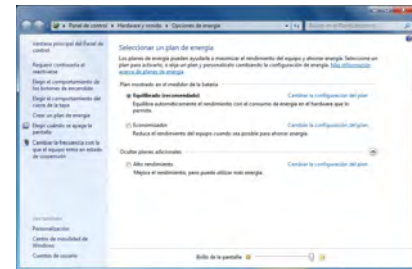 Panel de control ▸ Hardware y sonido ▸ Opciones de energía
Ventana principal del Panel de
control
Requerir contraseña al
reactivarse
Elegir el comportamiento de
los botones de encendido
Elegir el comportamiento del
cierre de la tapa
Crear un plan de energía
Elegir cuándo se apaga la
pantalla
Cambiar la frecuencia con la
que el equipo entra en estado
de suspensión
Personalización
Centro de movilidad de
Windows
Cuentas de usuario
Seleccionar un plan de energía
Los planes de energía pueden ayudarle a maximizar el rendimiento del equipo y ahorrar energía. Seleccione un
plan para activarlo, o elija un plan y personalícelo cambiando la configuración de energía. Más información
acerca de planes de energía
Plan mostrado en el medidor de la batería
Equilibrado (recomendado) Cambiar la configuración del plan
Equilibra automáticamente el rendimiento con el consumo de energía en el hardware que lo
permite.
Economizador Cambiar la configuración del plan
Reduce el rendimiento del equipo cuando sea posible para ahorrar energía.
Ocultar planes adicionales
Alto rendimiento Cambiar la configuración del plan
Mejora el rendimiento, pero puede utilizar más energía.
Brillo de la pantalla